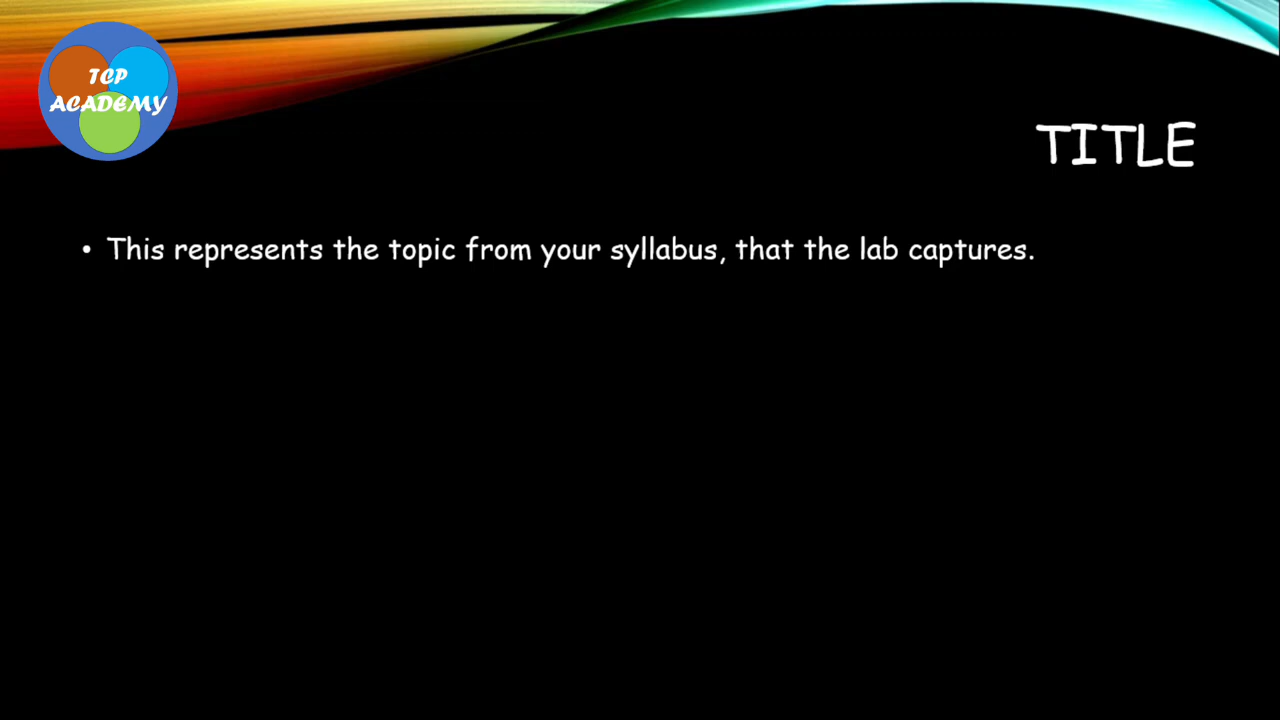 TCP
ACADEMY
TITLE
• This represents the topic from your syllabus, that the lab captures.